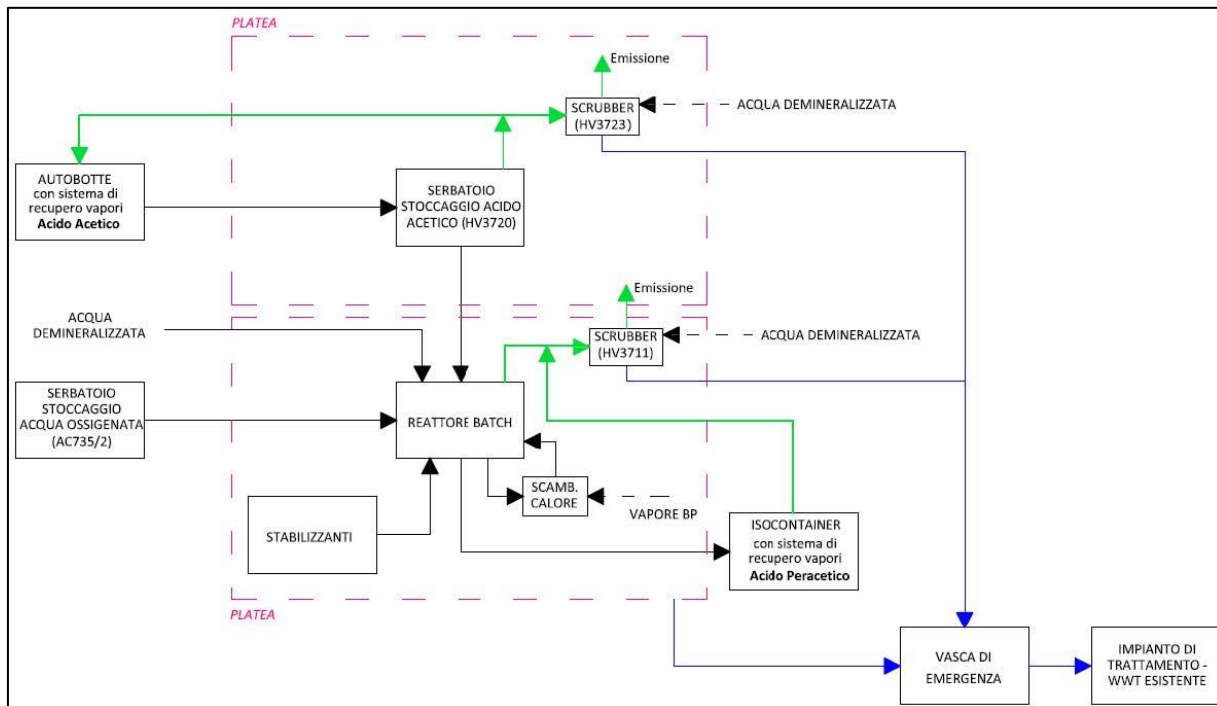 PLATEA
Emissione
SCRUBBER
(HV3723)
ACQUA DEMINERALIZZATA
AUTOBOTTE
con sistema di
recupero vapori
Acido Acetico
SERBATOIO
STOCCAGGIO ACIDO
ACETICO (HV3720)
Emissione
ACQUA
DEMINERALIZZATA
SCRUBBER
(HV3711)
ACQUA DEMINERALIZZATA
SERBATOIO
STOCCAGGIO
ACQUA OSSIGENATA
(AC735/2)
REATTORE BATCH
SCAMB.
CALORE
VAPORE BP
STABILIZZANTI
ISOCONTAINER
con sistema di
recupero vapori
Acido Peracetico
PLATEA
VASCA DI
EMERGENZA
IMPIANTO DI
TRATTAMENTO -
WWT ESISTENTE